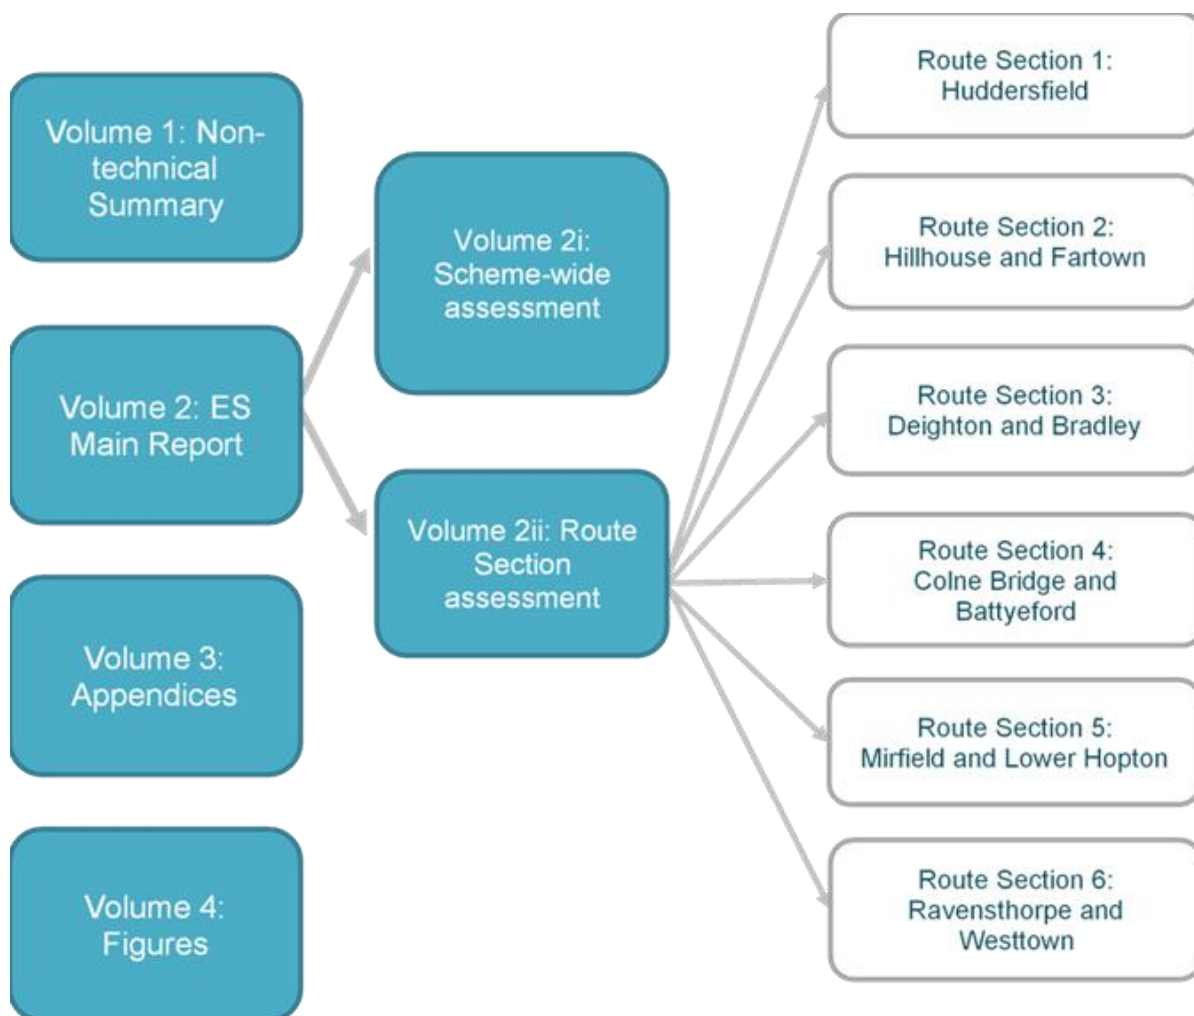 Volume 1: Non-
technical
Summary
Volume 2: ES
Main Report
Volume 3:
Appendices
Volume 4:
Figures
Volume 2i:
Scheme-wide
assessment
Volume 2ii: Route
Section
assessment
Route Section 1:
Huddersfield
Route Section 2:
Hillhouse and Fartown
Route Section 3:
Deighton and Bradley
Route Section 4:
Colne Bridge and
Battyeford
Route Section 5:
Mirfield and Lower Hopton
Route Section 6:
Ravensthorpe and
Westtown